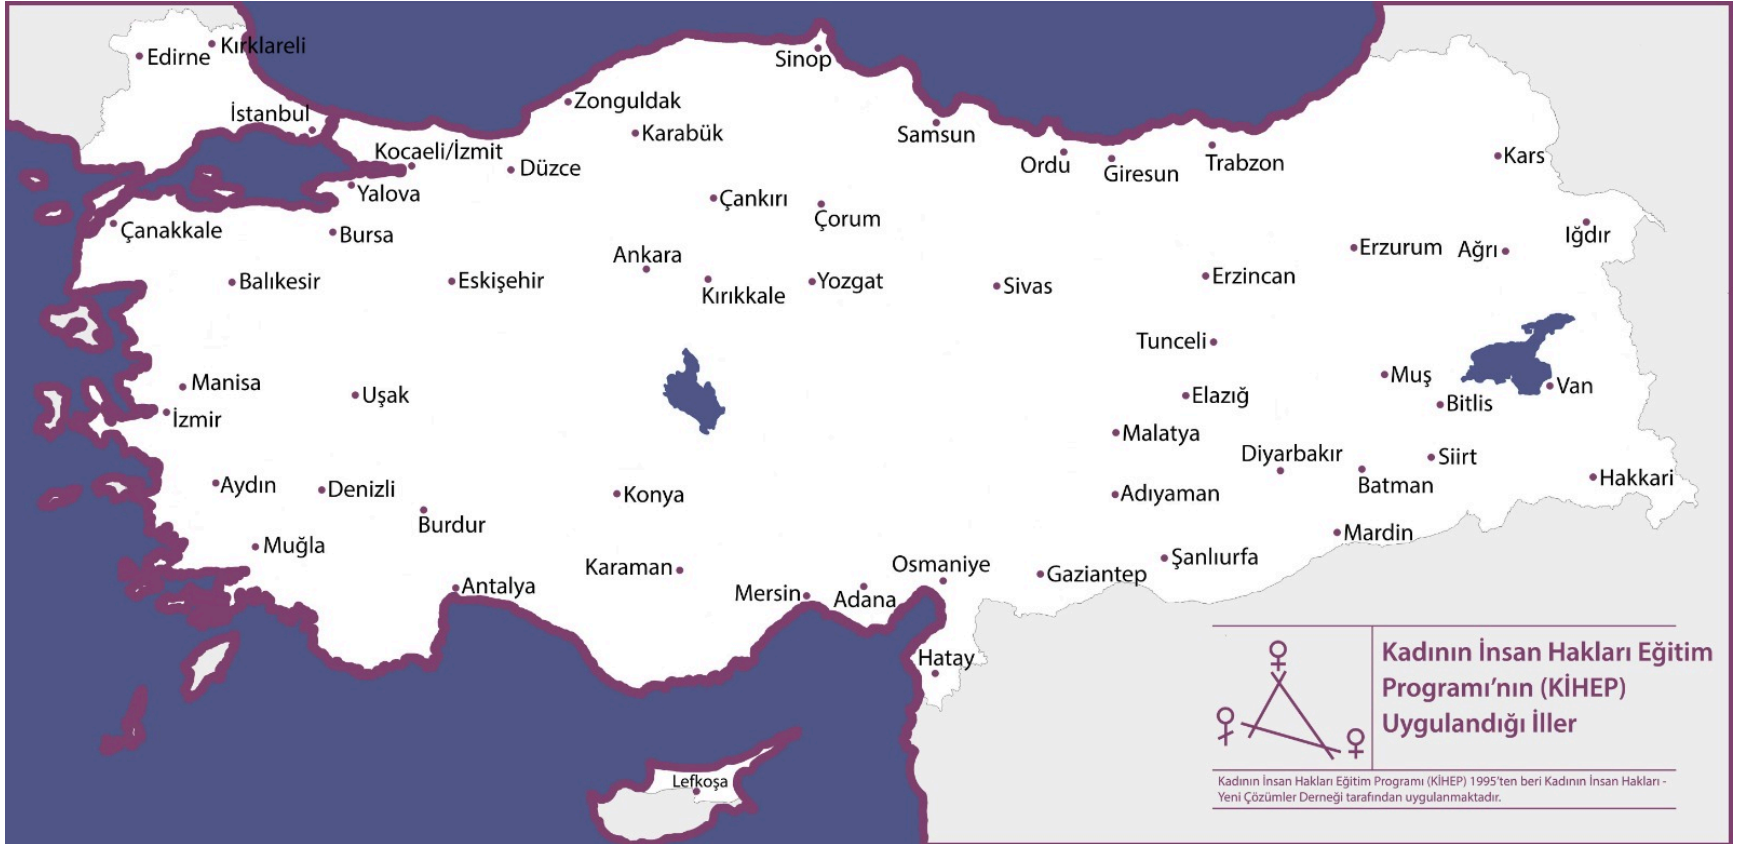 Kırklareli
Edirne
Sinop
Zonguldak
İstanbul
Karabük
Samsun
Kocaeli/İzmit
Düzce
Ordu
Giresun
Trabzon
Kars
Yalova
Çankırı
Çorum
Çanakkale
Bursa
Iğdır
Ankara
Erzurum
Ağrı
Balıkesir
Eskişehir
Kırıkkale
Yozgat
Sivas
Erzincan
Tunceli
Manisa
Uşak
Muş
Van
İzmir
Elazığ
Bitlis
Malatya
Diyarbakır
Siirt
Aydın
Denizli
Konya
Adıyaman
Batman
Hakkari
Burdur
Mardin
Muğla
Şanlıurfa
Karaman
Osmaniye
Gaziantep
Antalya
Mersin
Adana
Hatay
Lefkoşa
Kadının İnsan Hakları Eğitim
Programı’nın (KİHEP)
Uygulandığı İller
Kadının İnsan Hakları Eğitim Programı (KİHEP) 1995’ten beri Kadının İnsan Hakları -
Yeni Çözümler Derneği tarafından uygulanmaktadır.